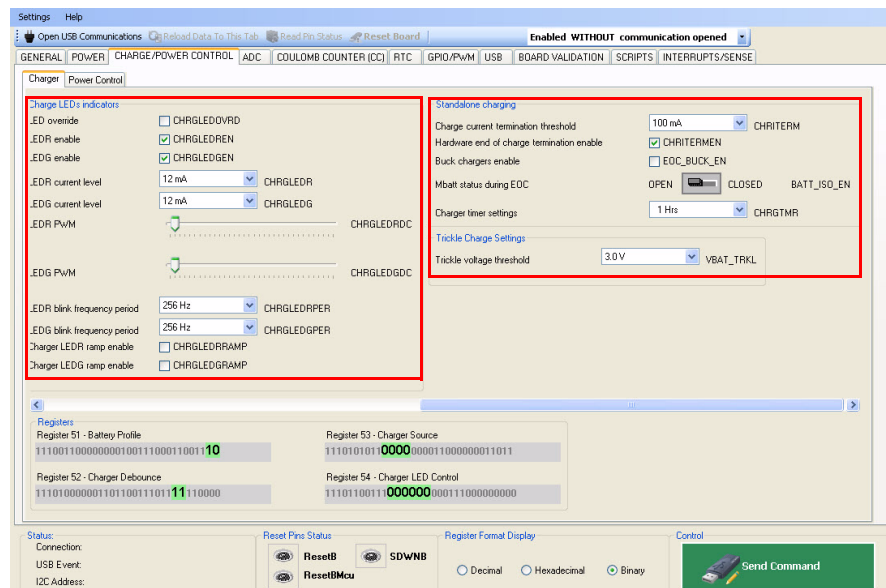 Settings Help
Open USB Communications Reload Data To This Tab Read Pin Status Reset Board Enabled WITHOUT communication opened
GENERAL POWER CHARGE/POWER CONTROL ADC COULOMB COUNTER (CC) RTC GPIO/PWM USB BOARD VALIDATION SCRIPTS INTERRUPTS/SENSE
Charger Power Control
Charge LEDs indicators
LED override CHRGLEDOVRD
LEDR enable CHRGLEDREN
LEDG enable CHRGLEDGEN
LEDR current level 12 mA CHRGLEDR
LEDG current level 12 mA CHRGLEDG
LEDR PWM CHRGLEDRDC
LEDG PWM CHRGLEDGDC
LEDR blink frequency period 256 Hz CHRGLEDRPER
LEDG blink frequency period 256 Hz CHRGLEDGPER
Charger LEDR ramp enable CHRGLEDRRAMP
Charger LEDG ramp enable CHRGLEDGRAMP
Standalone charging
Charge current termination threshold 100 mA CHRITERM
Hardware end of charge termination enable CHRITERMEN
Buck chargers enable EOC_BUCK_EN
Mbatt status during EOC OPEN CLOSED BATT_ISO_EN
Charger timer settings 1 Hrs CHRGTMR
Trickle Charge Settings
Trickle voltage threshold 3.0 V VBAT_TRKL
Registers
Register 51 - Battery Profile
11100110000000010011100011001110
Register 53 - Charger Source
11101010110000000011000000011011
Register 52 - Charger Debounce
11101000000110110011101111110000
Register 54 - Charger LED Control
11101100111000000000111000000000
Status:
Connection:
USB Event:
I2C Address:
Reset Pins Status
ResetB SDWNB
ResetBMcu
Register Format Display
Decimal Hexadecimal Binary
Control
Send Command